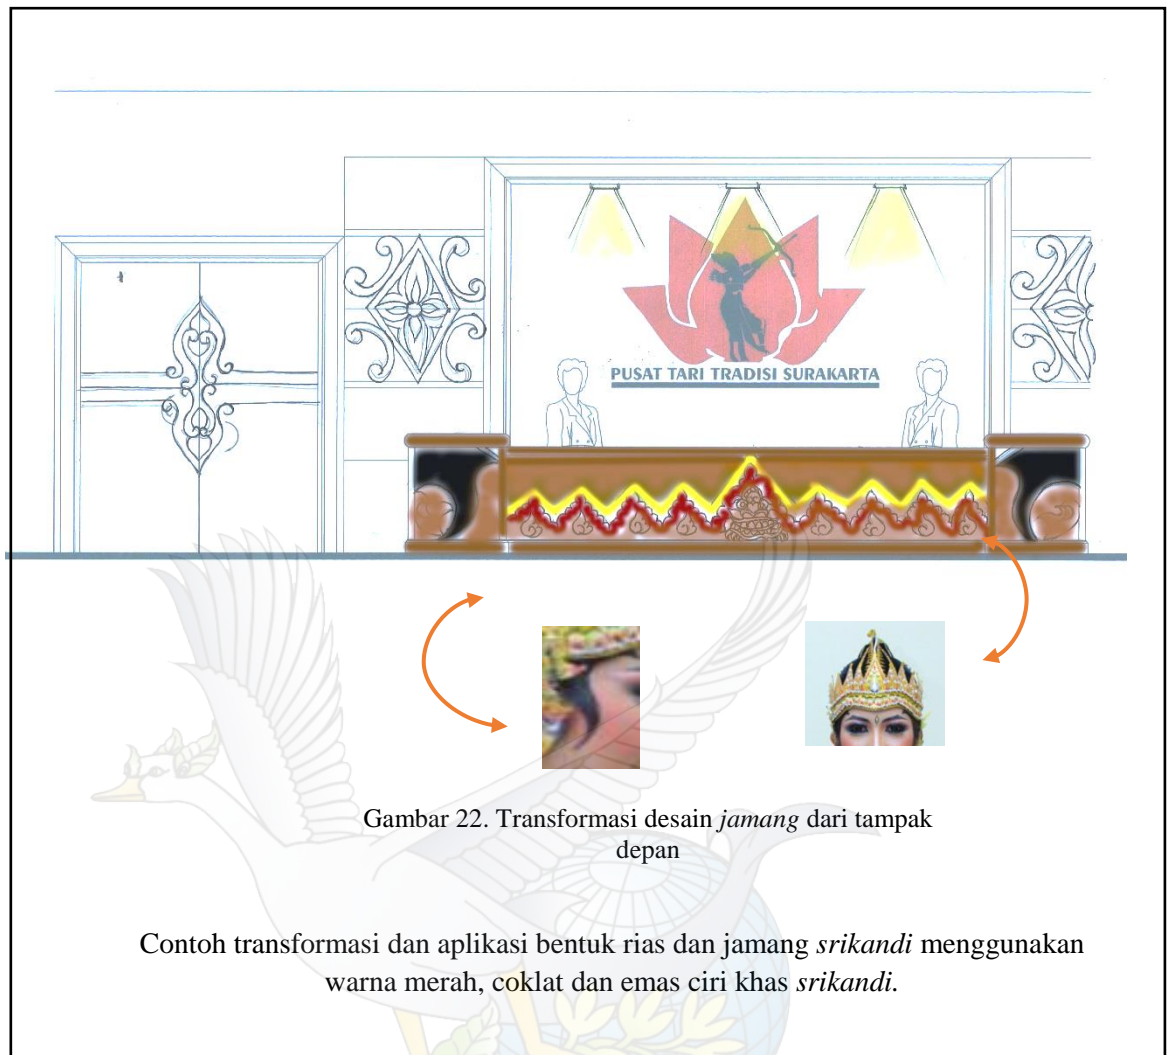 PUSAT TARI TRADISI SURAKARTA
Gambar 22. Transformasi desain jamang dari tampak
depan
Contoh transformasi dan aplikasi bentuk rias dan jamang srikandi menggunakan
warna merah, coklat dan emas ciri khas srikandi.